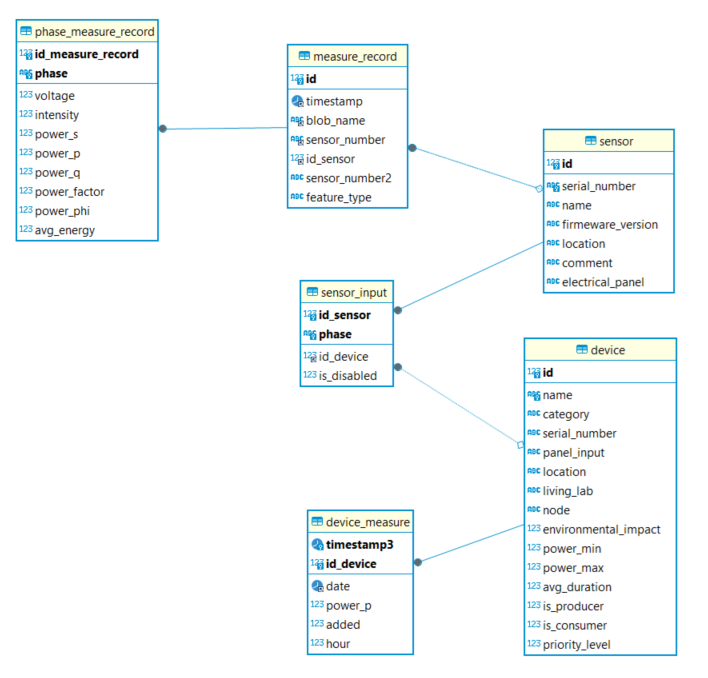 phase_measure_record
123 id_measure_record
ABC phase
123 voltage
123 intensity
123 power_s
123 power_p
123 power_q
123 power_factor
123 power_phi
123 avg_energy
measure_record
123 id
timestamp
ABC blob_name
ABC sensor_number
123 id_sensor
ABC sensor_number2
ABC feature_type
sensor
123 id
ABC serial_number
ABC name
ABC firmeware_version
ABC location
ABC comment
ABC electrical_panel
sensor_input
123 id_sensor
ABC phase
123 id_device
123 is_disabled
device
123 id
ABC name
ABC category
ABC serial_number
ABC panel_input
ABC location
ABC living_lab
ABC node
123 environmental_impact
123 power_min
123 power_max
123 avg_duration
123 is_producer
123 is_consumer
123 priority_level
device_measure
timestamp3
123 id_device
date
123 power_p
123 added
123 hour